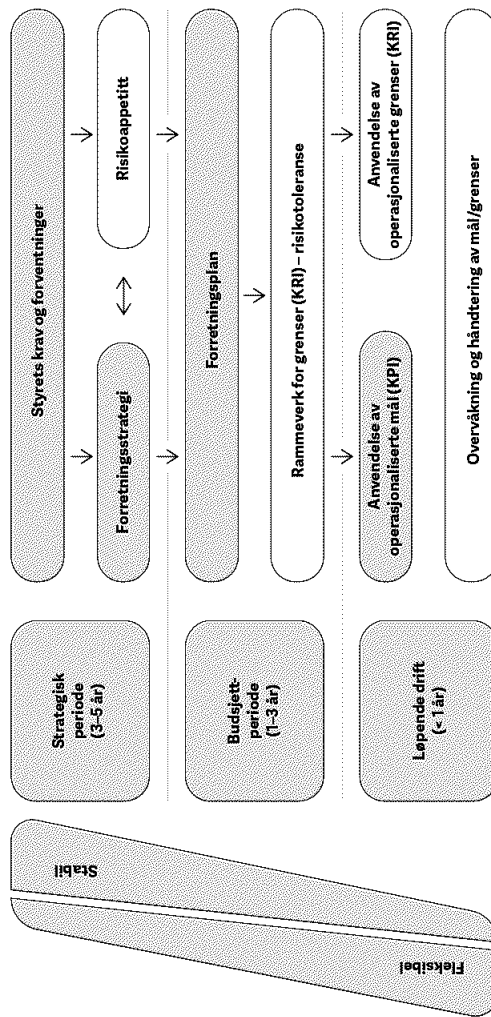 Stabil
Fleksibel
Strategisk
periode
(3–5 år)
Styrets krav og forventninger
Forretningsstrategi
Risikoappetitt
Budsjett-
periode
(1–3 år)
Forretningsplan
Rammeverk for grenser (KRI) – risikotoleranse
Løpende drift
(< 1 år)
Anvendelse av
operasjonaliserte mål (KPI)
Anvendelse av
operasjonaliserte grenser (KRI)
Overvåkning og håndtering av mål/grenser